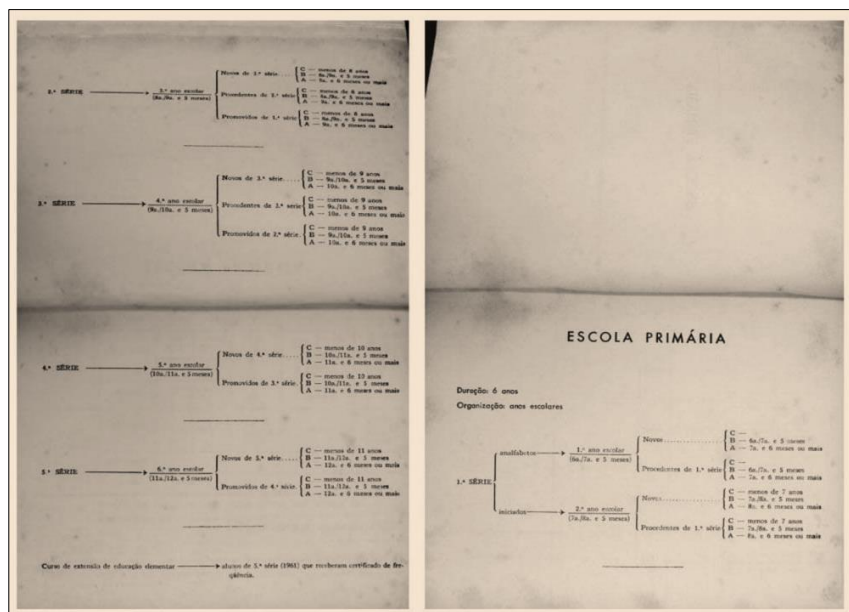 2.ª SÉRIE
3.º ano escolar
(8a./9a. e 5 meses)
Novos de 2.ª série.....
C — menos de 8 anos
B — 8a./9a. e 5 meses
A — 9a. e 6 meses ou mais
Procedentes de 2.ª série
C — menos de 8 anos
B — 8a./9a. e 5 meses
A — 9a. e 6 meses ou mais
Promovidos de 1.ª série
C — menos de 8 anos
B — 8a./9a. e 5 meses
A — 9a. e 6 meses ou mais
3.ª SÉRIE
4.º ano escolar
(9a./10a. e 5 meses)
Novos de 3.ª série.....
C — menos de 9 anos
B — 9a./10a. e 5 meses
A — 10a. e 6 meses ou mais
Procedentes de 3.ª série
C — menos de 9 anos
B — 9a./10a. e 5 meses
A — 10a. e 6 meses ou mais
Promovidos de 2.ª série
C — menos de 9 anos
B — 9a./10a. e 5 meses
A — 10a. e 6 meses ou mais
4.ª SÉRIE
5.º ano escolar
(10a./11a. e 5 meses)
Novos de 4.ª série.....
C — menos de 10 anos
B — 10a./11a. e 5 meses
A — 11a. e 6 meses ou mais
Promovidos de 3.ª série
C — menos de 10 anos
B — 10a./11a. e 5 meses
A — 11a. e 6 meses ou mais
5.ª SÉRIE
6.º ano escolar
(11a./12a. e 5 meses)
Novos de 5.ª série.....
C — menos de 11 anos
B — 11a./12a. e 5 meses
A — 12a. e 6 meses ou mais
Promovidos de 4.ª série
C — menos de 11 anos
B — 11a./12a. e 5 meses
A — 12a. e 6 meses ou mais
Curso de extensão de educação elementar alunos de 5.ª série (1961) que receberam certificado de fre-
qüência.
ESCOLA PRIMÁRIA
Duração: 6 anos
Organização: anos escolares
1.ª SÉRIE
analfabetos
1.º ano escolar
(6a./7a. e 5 meses)
Novos...............
C —
B — 6a./7a. e 5 meses
A — 7a. e 6 meses ou mais
Procedentes de 1.ª série
C —
B — 6a./7a. e 5 meses
A — 7a. e 6 meses ou mais
iniciados
2.º ano escolar
(7a./8a. e 5 meses)
Novos...............
C — menos de 7 anos
B — 7a./8a. e 5 meses
A — 8a. e 6 meses ou mais
Procedentes de 1.ª série
C — menos de 7 anos
B — 7a./8a. e 5 meses
A — 8a. e 6 meses ou mais